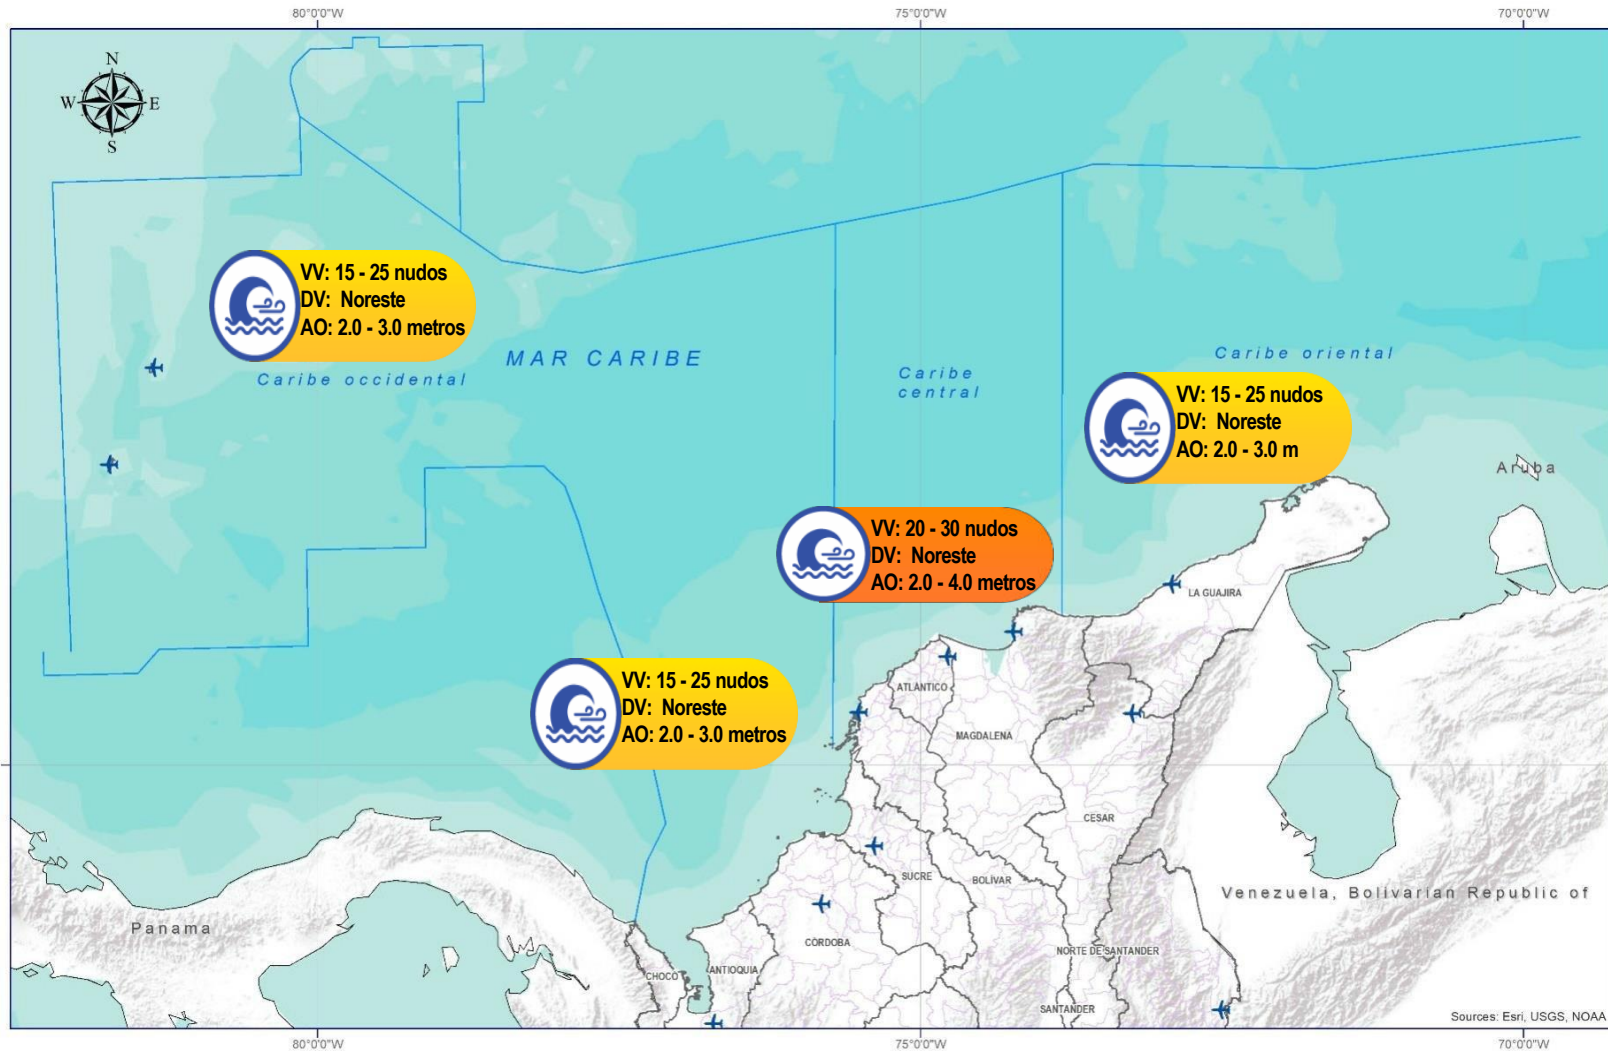 80°0'0"W
75°0'0"W
70°0'0"W
N
W
E
S
VV: 15 - 25 nudos
DV: Noreste
AO: 2.0 - 3.0 metros
MAR CARIBE
Caribe occidental
Caribe
central
Caribe oriental
VV: 15 - 25 nudos
DV: Noreste
AO: 2.0 - 3.0 m
Aruba
VV: 20 - 30 nudos
DV: Noreste
AO: 2.0 - 4.0 metros
LA GUAJIRA
VV: 15 - 25 nudos
DV: Noreste
AO: 2.0 - 3.0 metros
ATLÁNTICO
MAGDALENA
CESAR
SUCRE
BOLÍVAR
Venezuela, Bolivarian Republic of
Panama
CÓRDOBA
NORTE DE SANTANDER
CHOCÓ
ANTIOQUIA
SANTANDER
Sources: Esri, USGS, NOAA
80°0'0"W
75°0'0"W
70°0'0"W